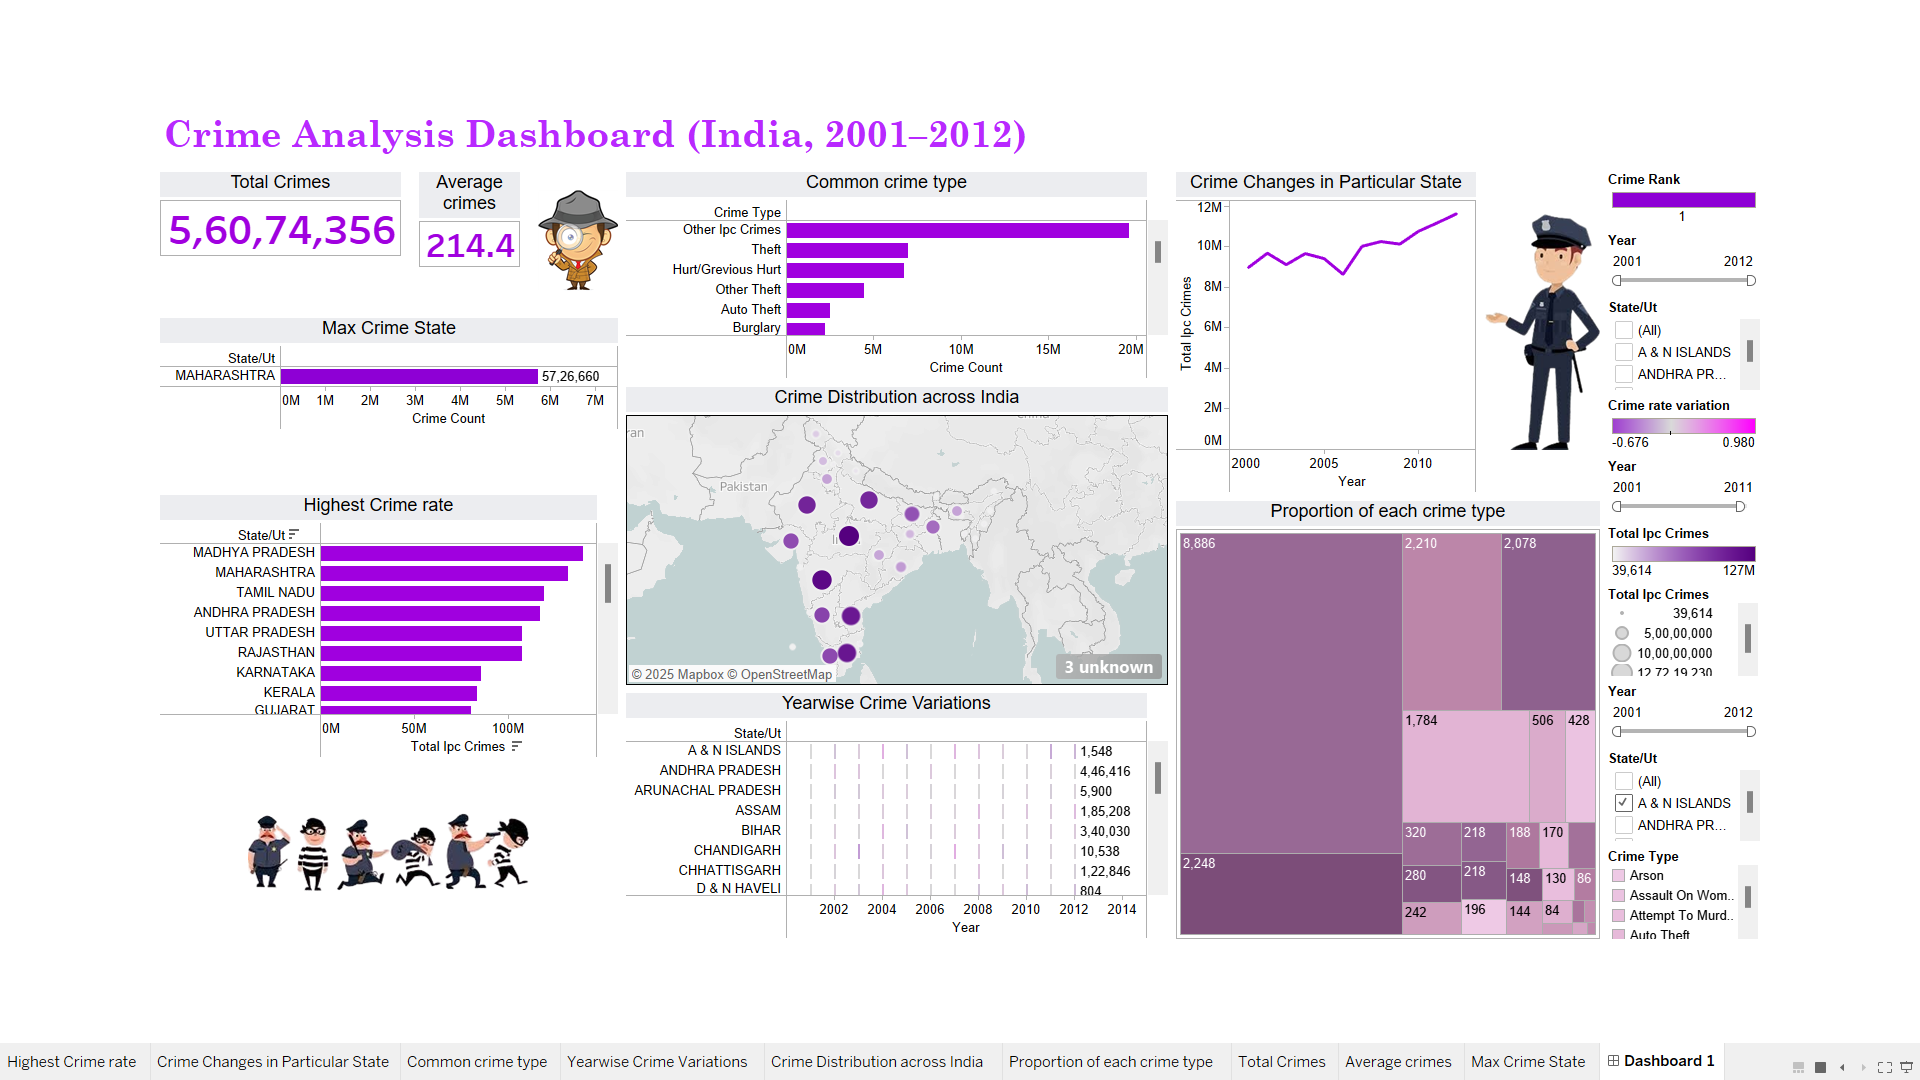 Crime Analysis Dashboard (India, 2001–2012)
Total Crimes
5,60,74,356
Average
crimes
214.4
Max Crime State
State/Ut
MAHARASHTRA
57,26,660
0M 1M 2M 3M 4M 5M 6M 7M
Crime Count
Highest Crime rate
State/Ut
MADHYA PRADESH
MAHARASHTRA
TAMIL NADU
ANDHRA PRADESH
UTTAR PRADESH
RAJASTHAN
KARNATAKA
KERALA
GUJARAT
0M 50M 100M
Total Ipc Crimes
Common crime type
Crime Type
Other Ipc Crimes
Theft
Hurt/Grevious Hurt
Other Theft
Auto Theft
Burglary
0M 5M 10M 15M 20M
Crime Count
Crime Distribution across India
Pakistan
© 2025 Mapbox © OpenStreetMap
3 unknown
Yearwise Crime Variations
State/Ut
A & N ISLANDS 1,548
ANDHRA PRADESH 4,46,416
ARUNACHAL PRADESH 5,900
ASSAM 1,85,208
BIHAR 3,40,030
CHANDIGARH 10,538
CHHATTISGARH 1,22,846
D & N HAVELI 804
2002 2004 2006 2008 2010 2012 2014
Year
Crime Changes in Particular State
12M
10M
8M
6M
4M
2M
0M
Total Ipc Crimes
2000 2005 2010
Year
Proportion of each crime type
8,886 2,210 2,078
1,784 506 428
320 218 188 170
2,248
280 218 148 130 86
242 196 144 84
Crime Rank
1
Year
2001 2012
State/Ut
(All)
A & N ISLANDS
ANDHRA PR...
Crime rate variation
-0.676 0.980
Year
2001 2011
Total Ipc Crimes
39,614 127M
Total Ipc Crimes
39,614
5,00,00,000
10,00,00,000
12,72,19,230
Year
2001 2012
State/Ut
(All)
A & N ISLANDS
ANDHRA PR...
Crime Type
Arson
Assault On Wom..
Attempt To Murd..
Auto Theft
Highest Crime rate
Crime Changes in Particular State
Common crime type
Yearwise Crime Variations
Crime Distribution across India
Proportion of each crime type
Total Crimes
Average crimes
Max Crime State
Dashboard 1